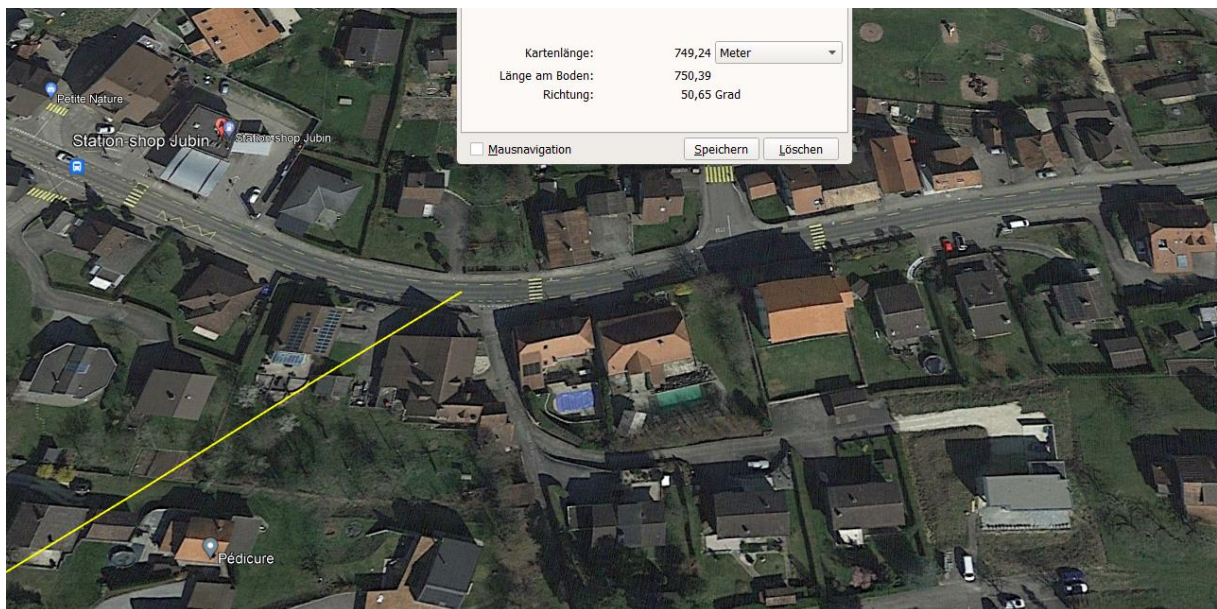 Kartenlänge: 749,24 Meter
Länge am Boden: 750,39
Richtung: 50,65 Grad
Mausnavigation Speichern Löschen
Petite Nature
Station-shop Jubin
Station-shop Jubin
Pédicure